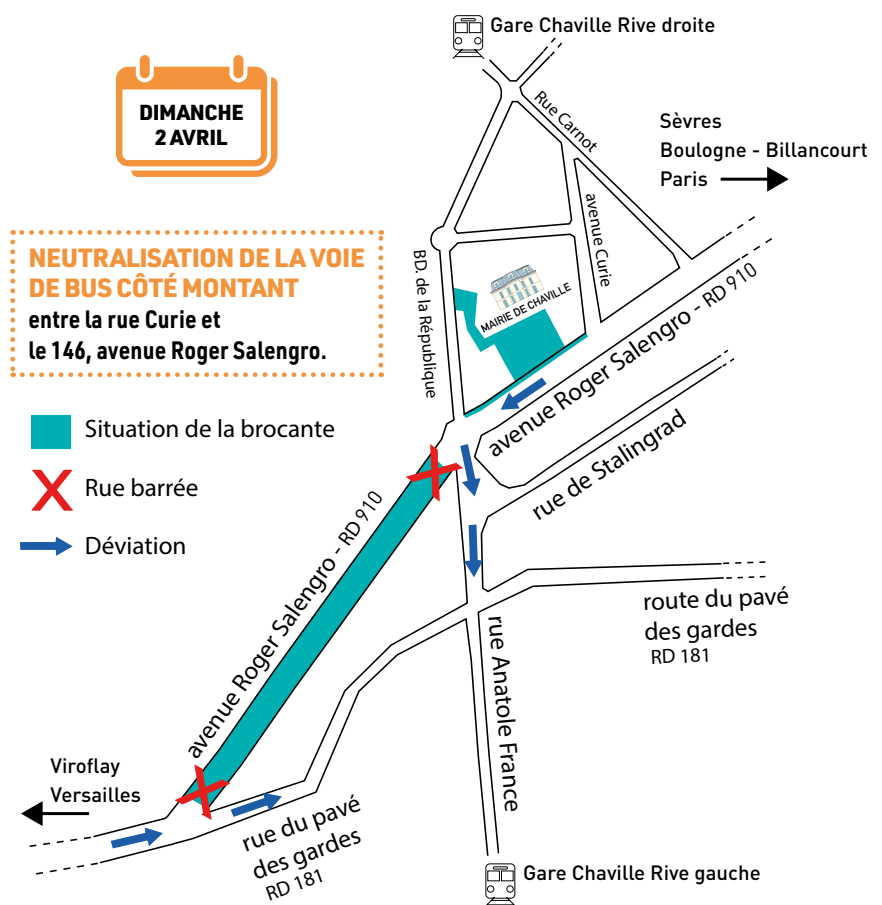 Gare Chaville Rive droite
DIMANCHE
2 AVRIL
Rue Carnot
Sèvres
Boulogne - Billancourt
Paris
NEUTRALISATION DE LA VOIE
DE BUS CÔTÉ MONTANT
entre la rue Curie et
le 146, avenue Roger Salengro.
BD. de la République
avenue Curie
MAIRIE DE CHAVILLE
avenue Roger Salengro - RD 910
Situation de la brocante
Rue barrée
Déviation
rue de Stalingrad
avenue Roger Salengro - RD 910
route du pavé
des gardes
RD 181
rue Anatole France
Viroflay
Versailles
rue du pavé
des gardes
RD 181
Gare Chaville Rive gauche